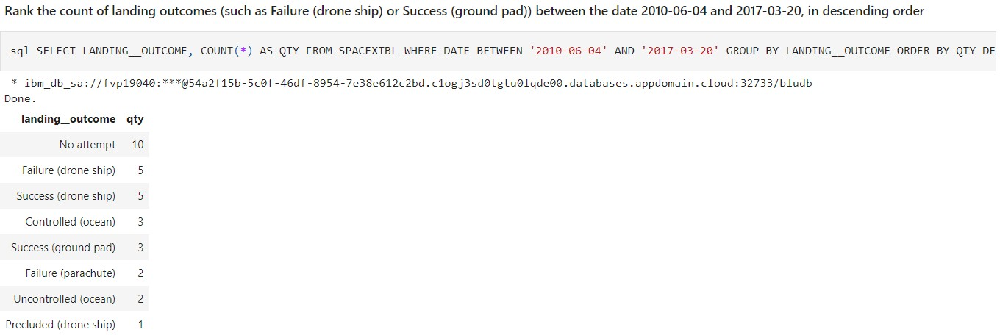 Rank the count of landing outcomes (such as Failure (drone ship) or Success (ground pad)) between the date 2010-06-04 and 2017-03-20, in descending order
sql SELECT LANDING__OUTCOME, COUNT(*) AS QTY FROM SPACEXTBL WHERE DATE BETWEEN '2010-06-04' AND '2017-03-20' GROUP BY LANDING__OUTCOME ORDER BY QTY DE
* ibm_db_sa://fvp19040:***@54a2f15b-5c0f-46df-8954-7e38e612c2bd.c1ogj3sd0tgtu0lqde00.databases.appdomain.cloud:32733/bludb
Done.
landing__outcome qty
No attempt 10
Failure (drone ship) 5
Success (drone ship) 5
Controlled (ocean) 3
Success (ground pad) 3
Failure (parachute) 2
Uncontrolled (ocean) 2
Precluded (drone ship) 1